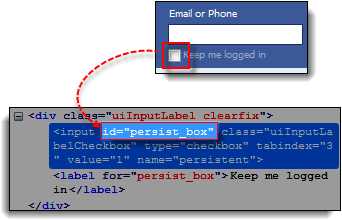 Email or Phone
Keep me logged in
<div class="uiInputLabel clearfix">
<input id="persist_box" class="uiInputLa
belCheckbox" type="checkbox" tabindex="3
" value="1" name="persistent">
<label for="persist_box">Keep me logged
in</label>
</div>